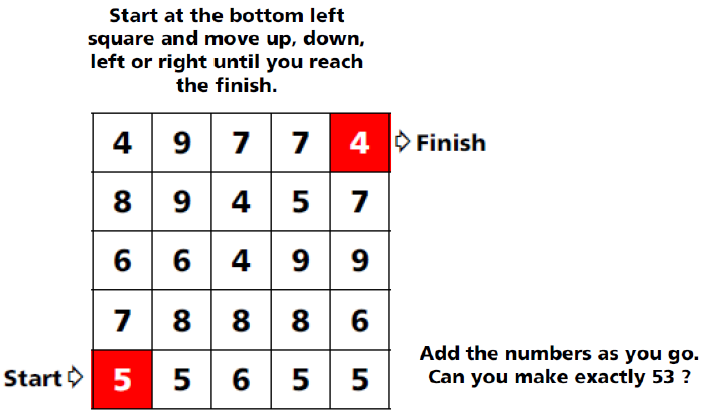 Start at the bottom left
square and move up, down,
left or right until you reach
the finish.
4 9 7 7 4 Finish
8 9 4 5 7
6 6 4 9 9
7 8 8 8 6
Start 5 5 6 5 5
Add the numbers as you go.
Can you make exactly 53 ?